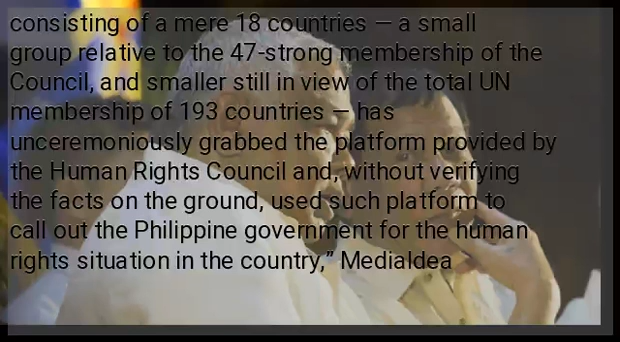 consisting of a mere 18 countries — a small
group relative to the 47-strong membership of the
Council, and smaller still in view of the total UN
membership of 193 countries — has
unceremoniously grabbed the platform provided by
the Human Rights Council and, without verifying
the facts on the ground, used such platform to
call out the Philippine government for the human
rights situation in the country,” Medialdea